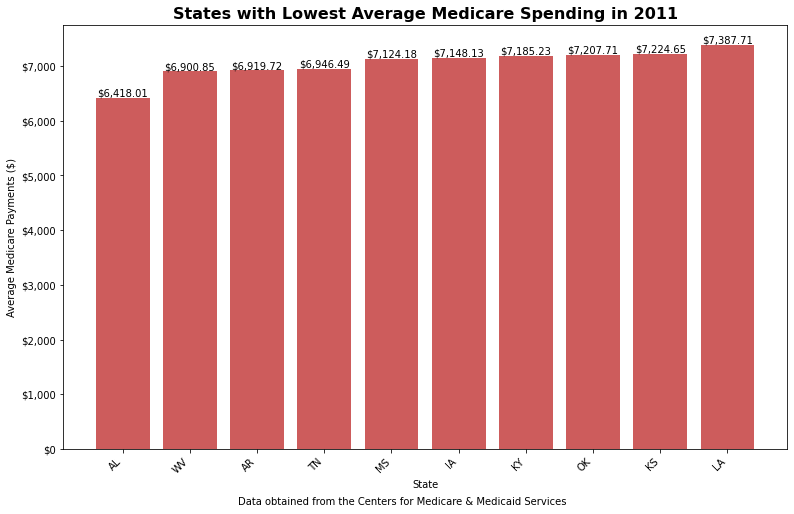 States with Lowest Average Medicare Spending in 2011
$7,387.71
$7,124.18 $7,148.13 $7,185.23 $7,207.71 $7,224.65
$6,900.85 $6,919.72 $6,946.49
$6,418.01
$7,000
$6,000
$5,000
$4,000
$3,000
$2,000
$1,000
$0
Average Medicare Payments ($)
AL WV AR TN MS IA KY OK KS LA
State
Data obtained from the Centers for Medicare & Medicaid Services